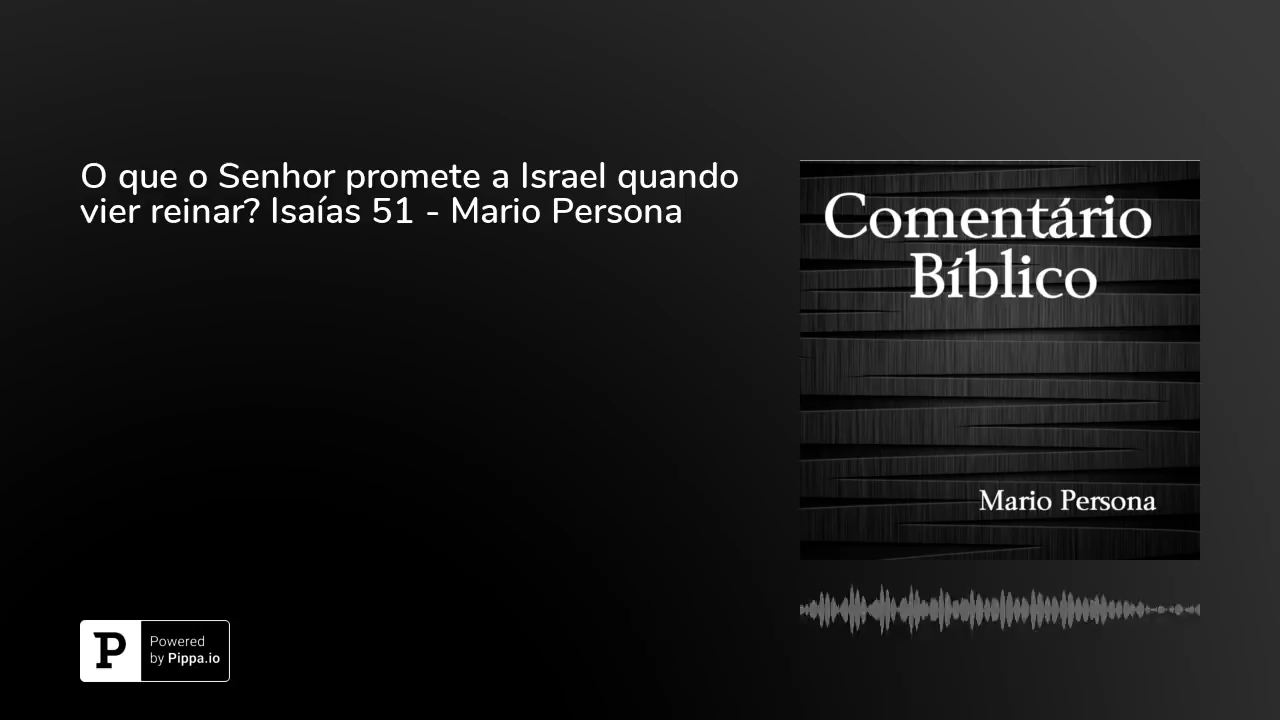 O que o Senhor promete a Israel quando
vier reinar? Isaías 51 - Mario Persona
Comentário
Bíblico
Mario Persona
P
Powered
by Pippa.io